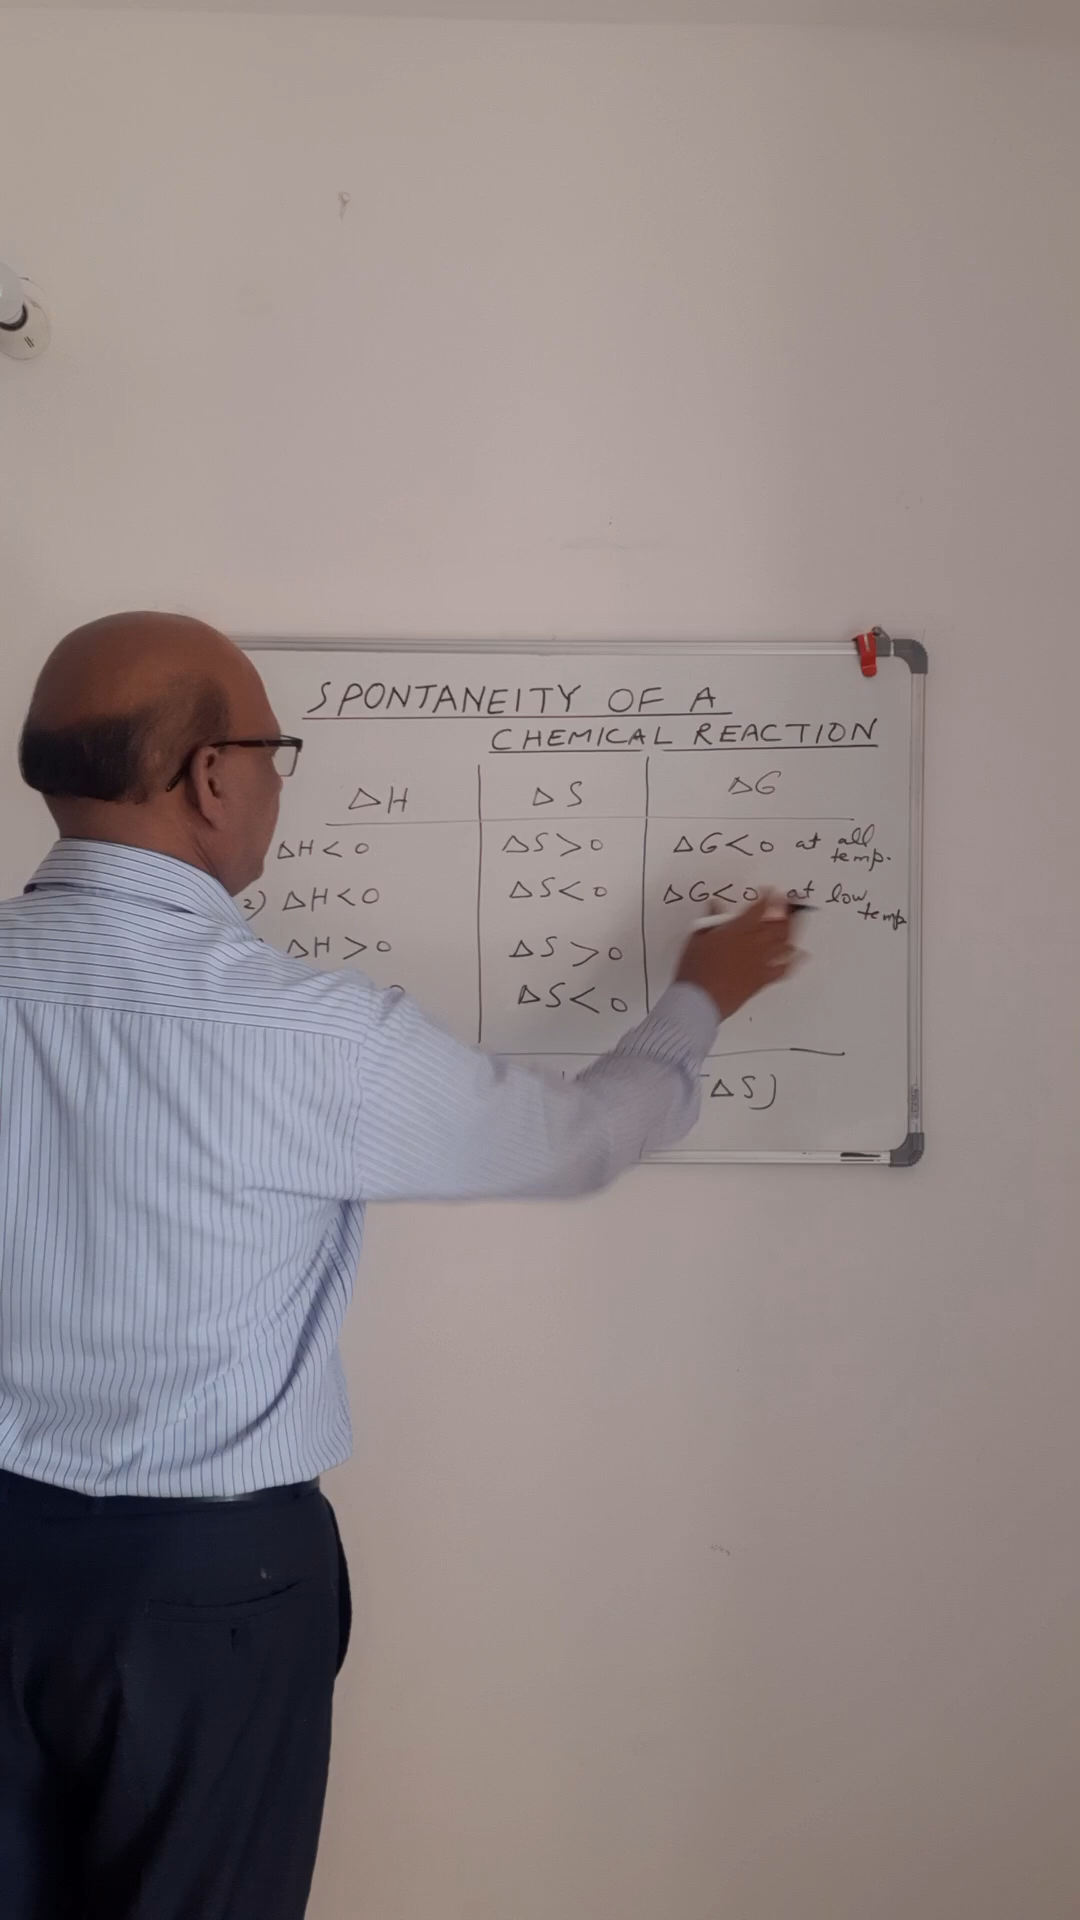 SPONTANEITY OF A
CHEMICAL REACTION
ΔH ΔS ΔG
ΔH < 0 ΔS > 0 ΔG < 0 at all temp.
2) ΔH < 0 ΔS < 0 ΔG < 0 at low temp
ΔH > 0 ΔS > 0
ΔS < 0
ΔS)